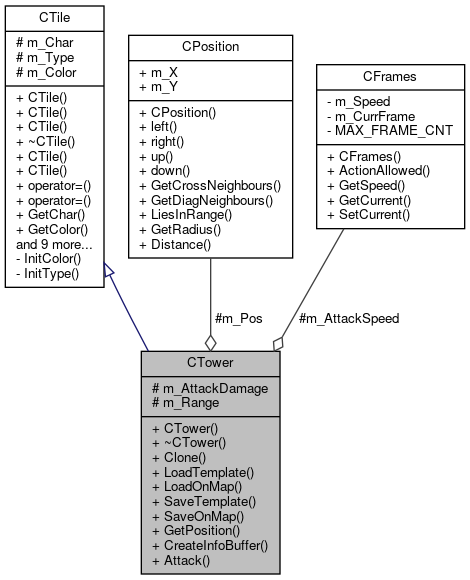 CTile
# m_Char
# m_Type
# m_Color
+ CTile()
+ CTile()
+ CTile()
+ ~CTile()
+ CTile()
+ CTile()
+ operator=()
+ operator=()
+ GetChar()
+ GetColor()
and 9 more...
- InitColor()
- InitType()
CPosition
+ m_X
+ m_Y
+ CPosition()
+ left()
+ right()
+ up()
+ down()
+ GetCrossNeighbours()
+ GetDiagNeighbours()
+ LiesInRange()
+ GetRadius()
+ Distance()
CFrames
- m_Speed
- m_CurrFrame
- MAX_FRAME_CNT
+ CFrames()
+ ActionAllowed()
+ GetSpeed()
+ GetCurrent()
+ SetCurrent()
#m_Pos
#m_AttackSpeed
CTower
# m_AttackDamage
# m_Range
+ CTower()
+ ~CTower()
+ Clone()
+ LoadTemplate()
+ LoadOnMap()
+ SaveTemplate()
+ SaveOnMap()
+ GetPosition()
+ CreateInfoBuffer()
+ Attack()